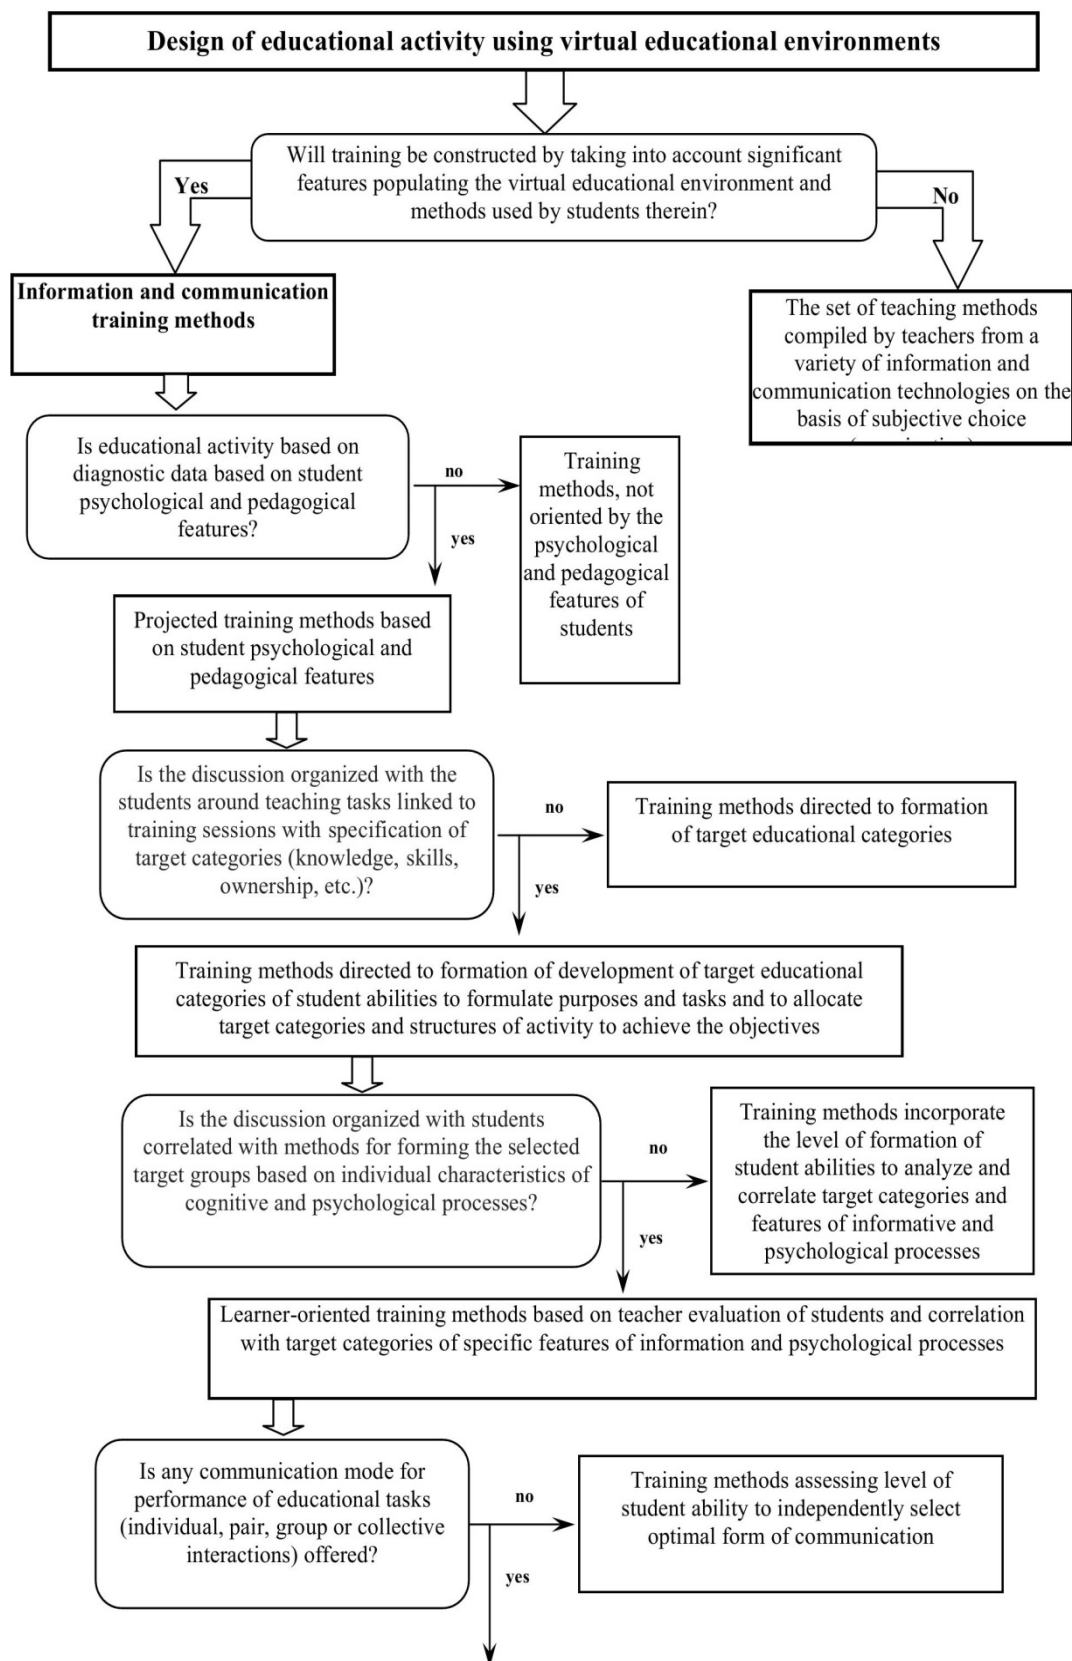 Design of educational activity using virtual educational environments
Will training be constructed by taking into account significant
features populating the virtual educational environment and
methods used by students therein?
Yes
No
Information and communication
training methods
The set of teaching methods
compiled by teachers from a
variety of information and
communication technologies on the
basis of subjective choice
Is educational activity based on
diagnostic data based on student
psychological and pedagogical
features?
no
yes
Training
methods, not
oriented by the
psychological
and pedagogical
features of
students
Projected training methods based
on student psychological and
pedagogical features
Is the discussion organized with the
students around teaching tasks linked to
training sessions with specification of
target categories (knowledge, skills,
ownership, etc.)?
no
yes
Training methods directed to formation
of target educational categories
Training methods directed to formation of development of target educational
categories of student abilities to formulate purposes and tasks and to allocate
target categories and structures of activity to achieve the objectives
Is the discussion organized with students
correlated with methods for forming the selected
target groups based on individual characteristics of
cognitive and psychological processes?
no
yes
Training methods incorporate
the level of formation of
student abilities to analyze and
correlate target categories and
features of informative and
psychological processes
Learner-oriented training methods based on teacher evaluation of students and correlation
with target categories of specific features of information and psychological processes
Is any communication mode for
performance of educational tasks
(individual, pair, group or collective
interactions) offered?
no
yes
Training methods assessing level of
student ability to independently select
optimal form of communication